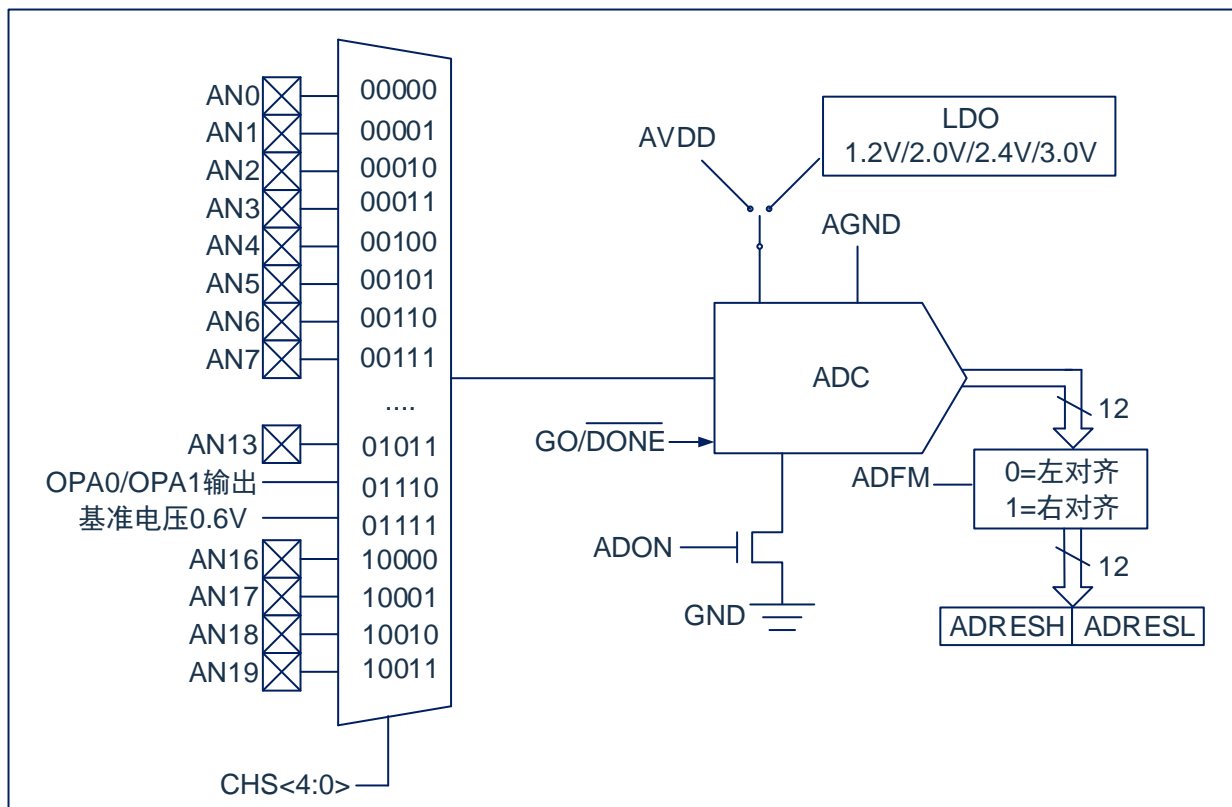 AN0 00000
AN1 00001
AN2 00010
AN3 00011
AN4 00100
AN5 00101
AN6 00110
AN7 00111
....
AN13 01011
OPA0/OPA1输出 01110
基准电压0.6V 01111
AN16 10000
AN17 10001
AN18 10010
AN19 10011
CHS<4:0>
AVDD
LDO
1.2V/2.0V/2.4V/3.0V
AGND
ADC
GO/DONE
ADON
GND
12
ADFM
0=左对齐
1=右对齐
12
ADRESH ADRESL